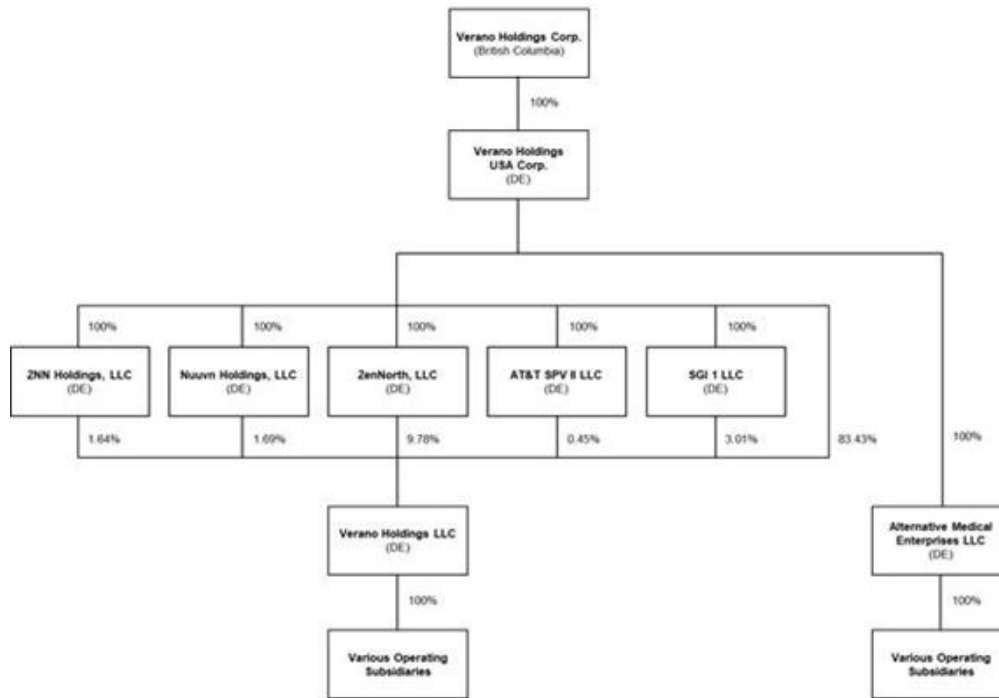 Verano Holdings Corp.
(British Columbia)
100%
Verano Holdings
USA Corp.
(DE)
100%
100%
100%
100%
100%
2NN Holdings, LLC
(DE)
Nuuvn Holdings, LLC
(DE)
ZenNorth, LLC
(DE)
AT&T SPV II LLC
(DE)
SGI 1 LLC
(DE)
1.64%
1.69%
9.78%
0.45%
3.01%
83.43%
100%
Verano Holdings LLC
(DE)
Alternative Medical
Enterprises LLC
(DE)
100%
100%
Various Operating
Subsidiaries
Various Operating
Subsidiaries